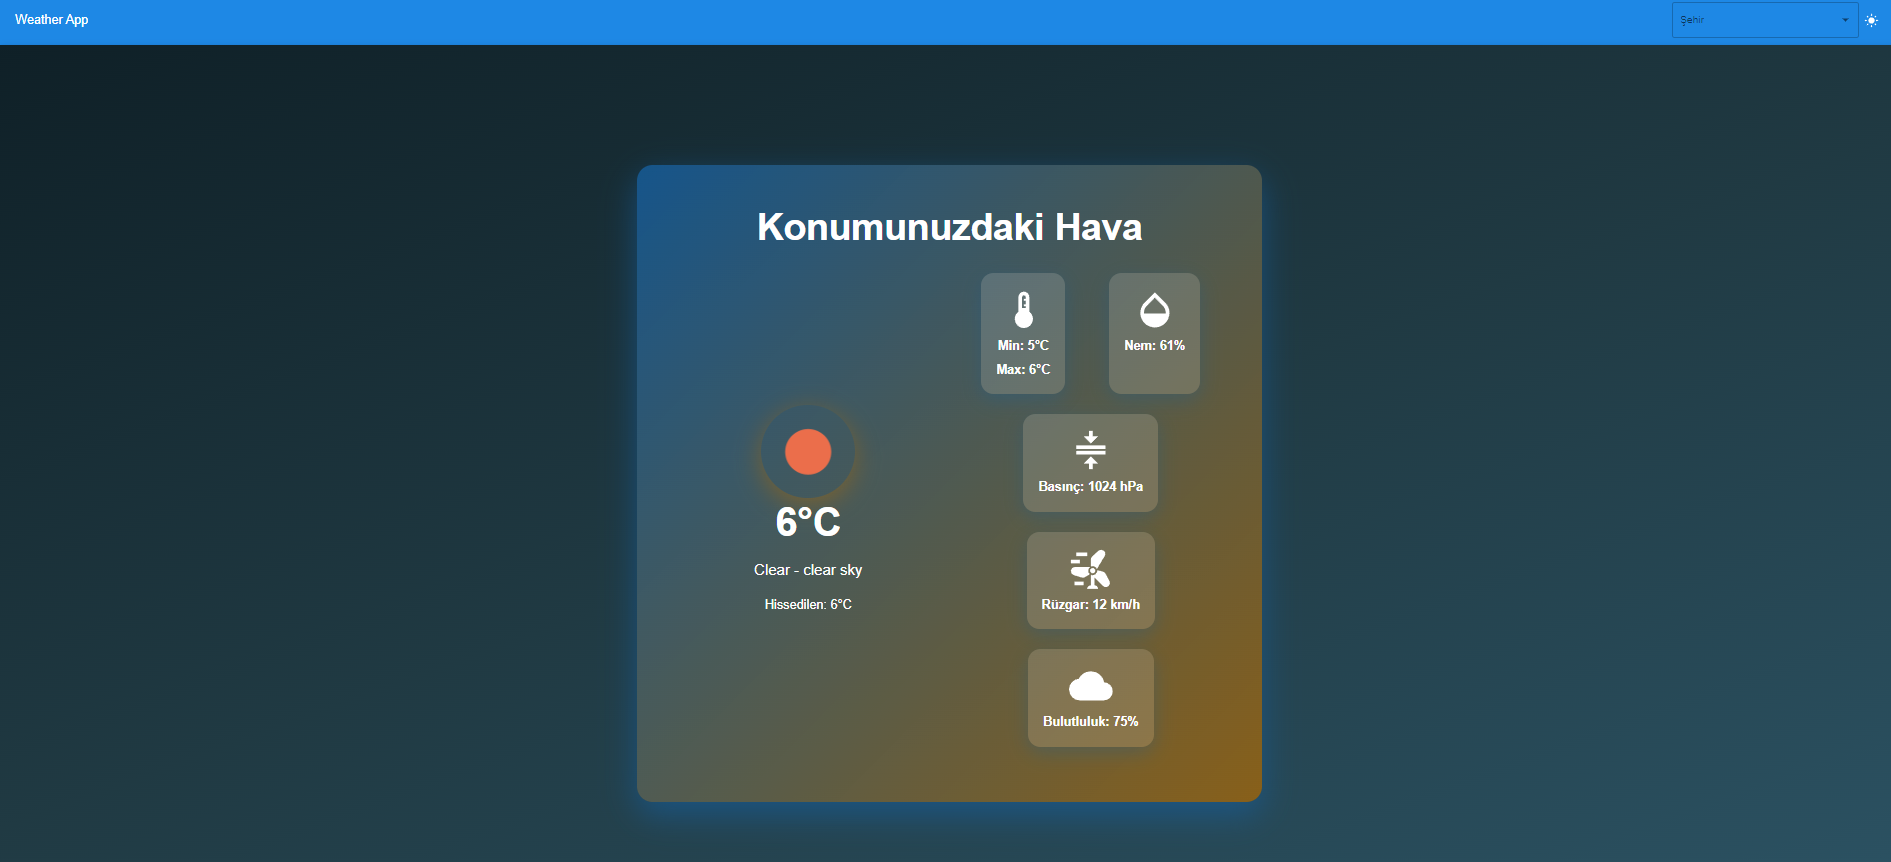 Weather App
Şehir
Konumunuzdaki Hava
Min: 5°C
Max: 6°C
Nem: 61%
Basınç: 1024 hPa
6°C
Clear - clear sky
Hissedilen: 6°C
Rüzgar: 12 km/h
Bulutluluk: 75%